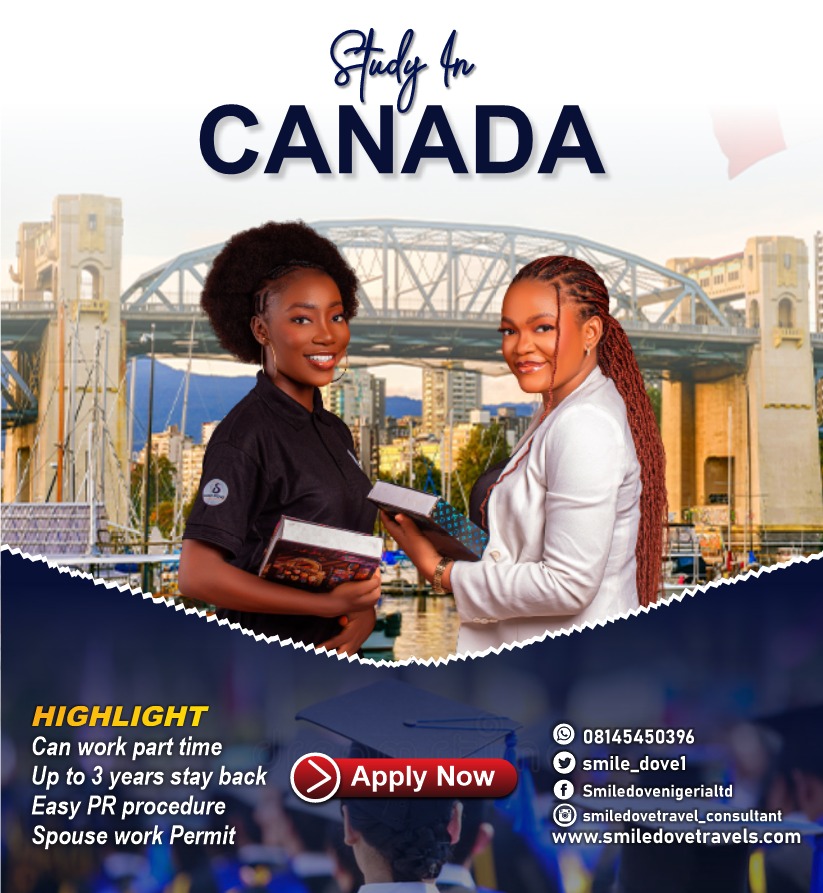 Study In
CANADA
HIGHLIGHT
Can work part time
Up to 3 years stay back
Easy PR procedure
Spouse work Permit
Apply Now
08145450396
smile_dove1
Smiledovenigerialtd
smiledovetravel_consultant
www.smiledovetravels.com